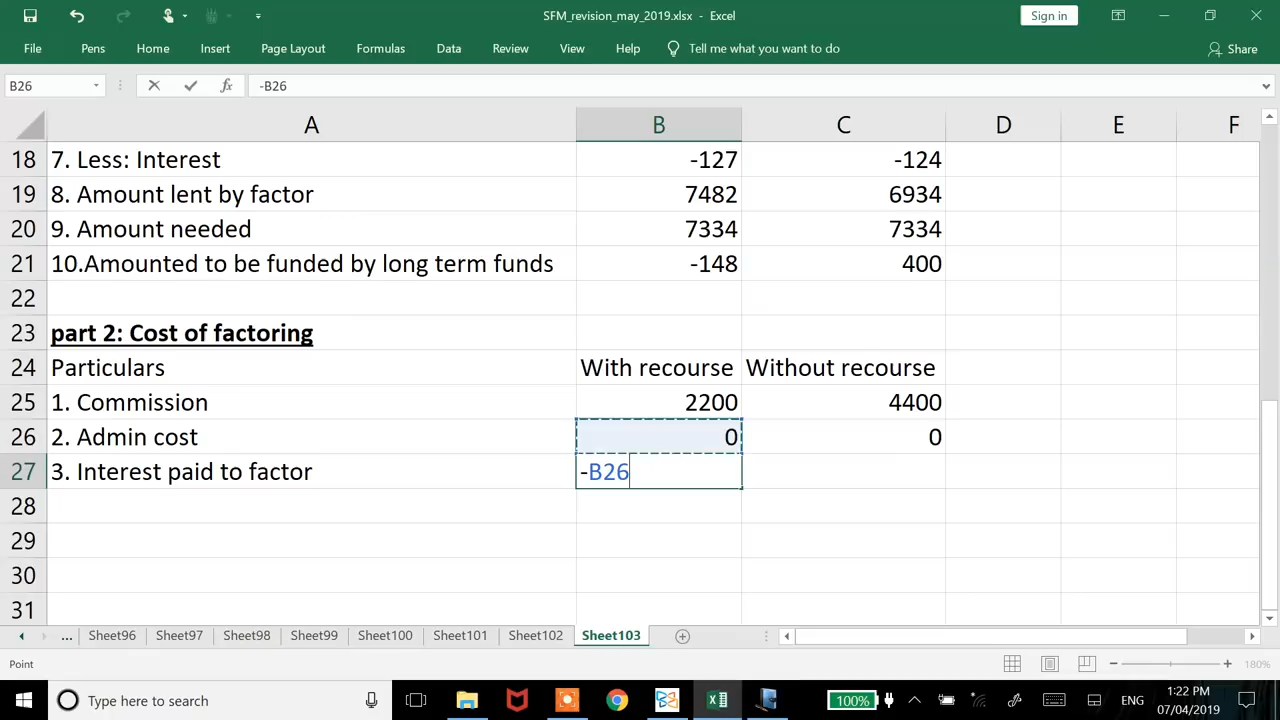 SFM_revision_may_2019.xlsx - Excel
Sign in
File Pens Home Insert Page Layout Formulas Data Review View Help Tell me what you want to do Share
B26 fx -B26
A B C D E F
18 7. Less: Interest -127 -124
19 8. Amount lent by factor 7482 6934
20 9. Amount needed 7334 7334
21 10.Amounted to be funded by long term funds -148 400
22
23 part 2: Cost of factoring
24 Particulars With recourse Without recourse
25 1. Commission 2200 4400
26 2. Admin cost 0 0
27 3. Interest paid to factor -B26
28
29
30
31
... Sheet96 Sheet97 Sheet98 Sheet99 Sheet100 Sheet101 Sheet102 Sheet103
Point 180%
Type here to search 100% ENG 1:22 PM
07/04/2019